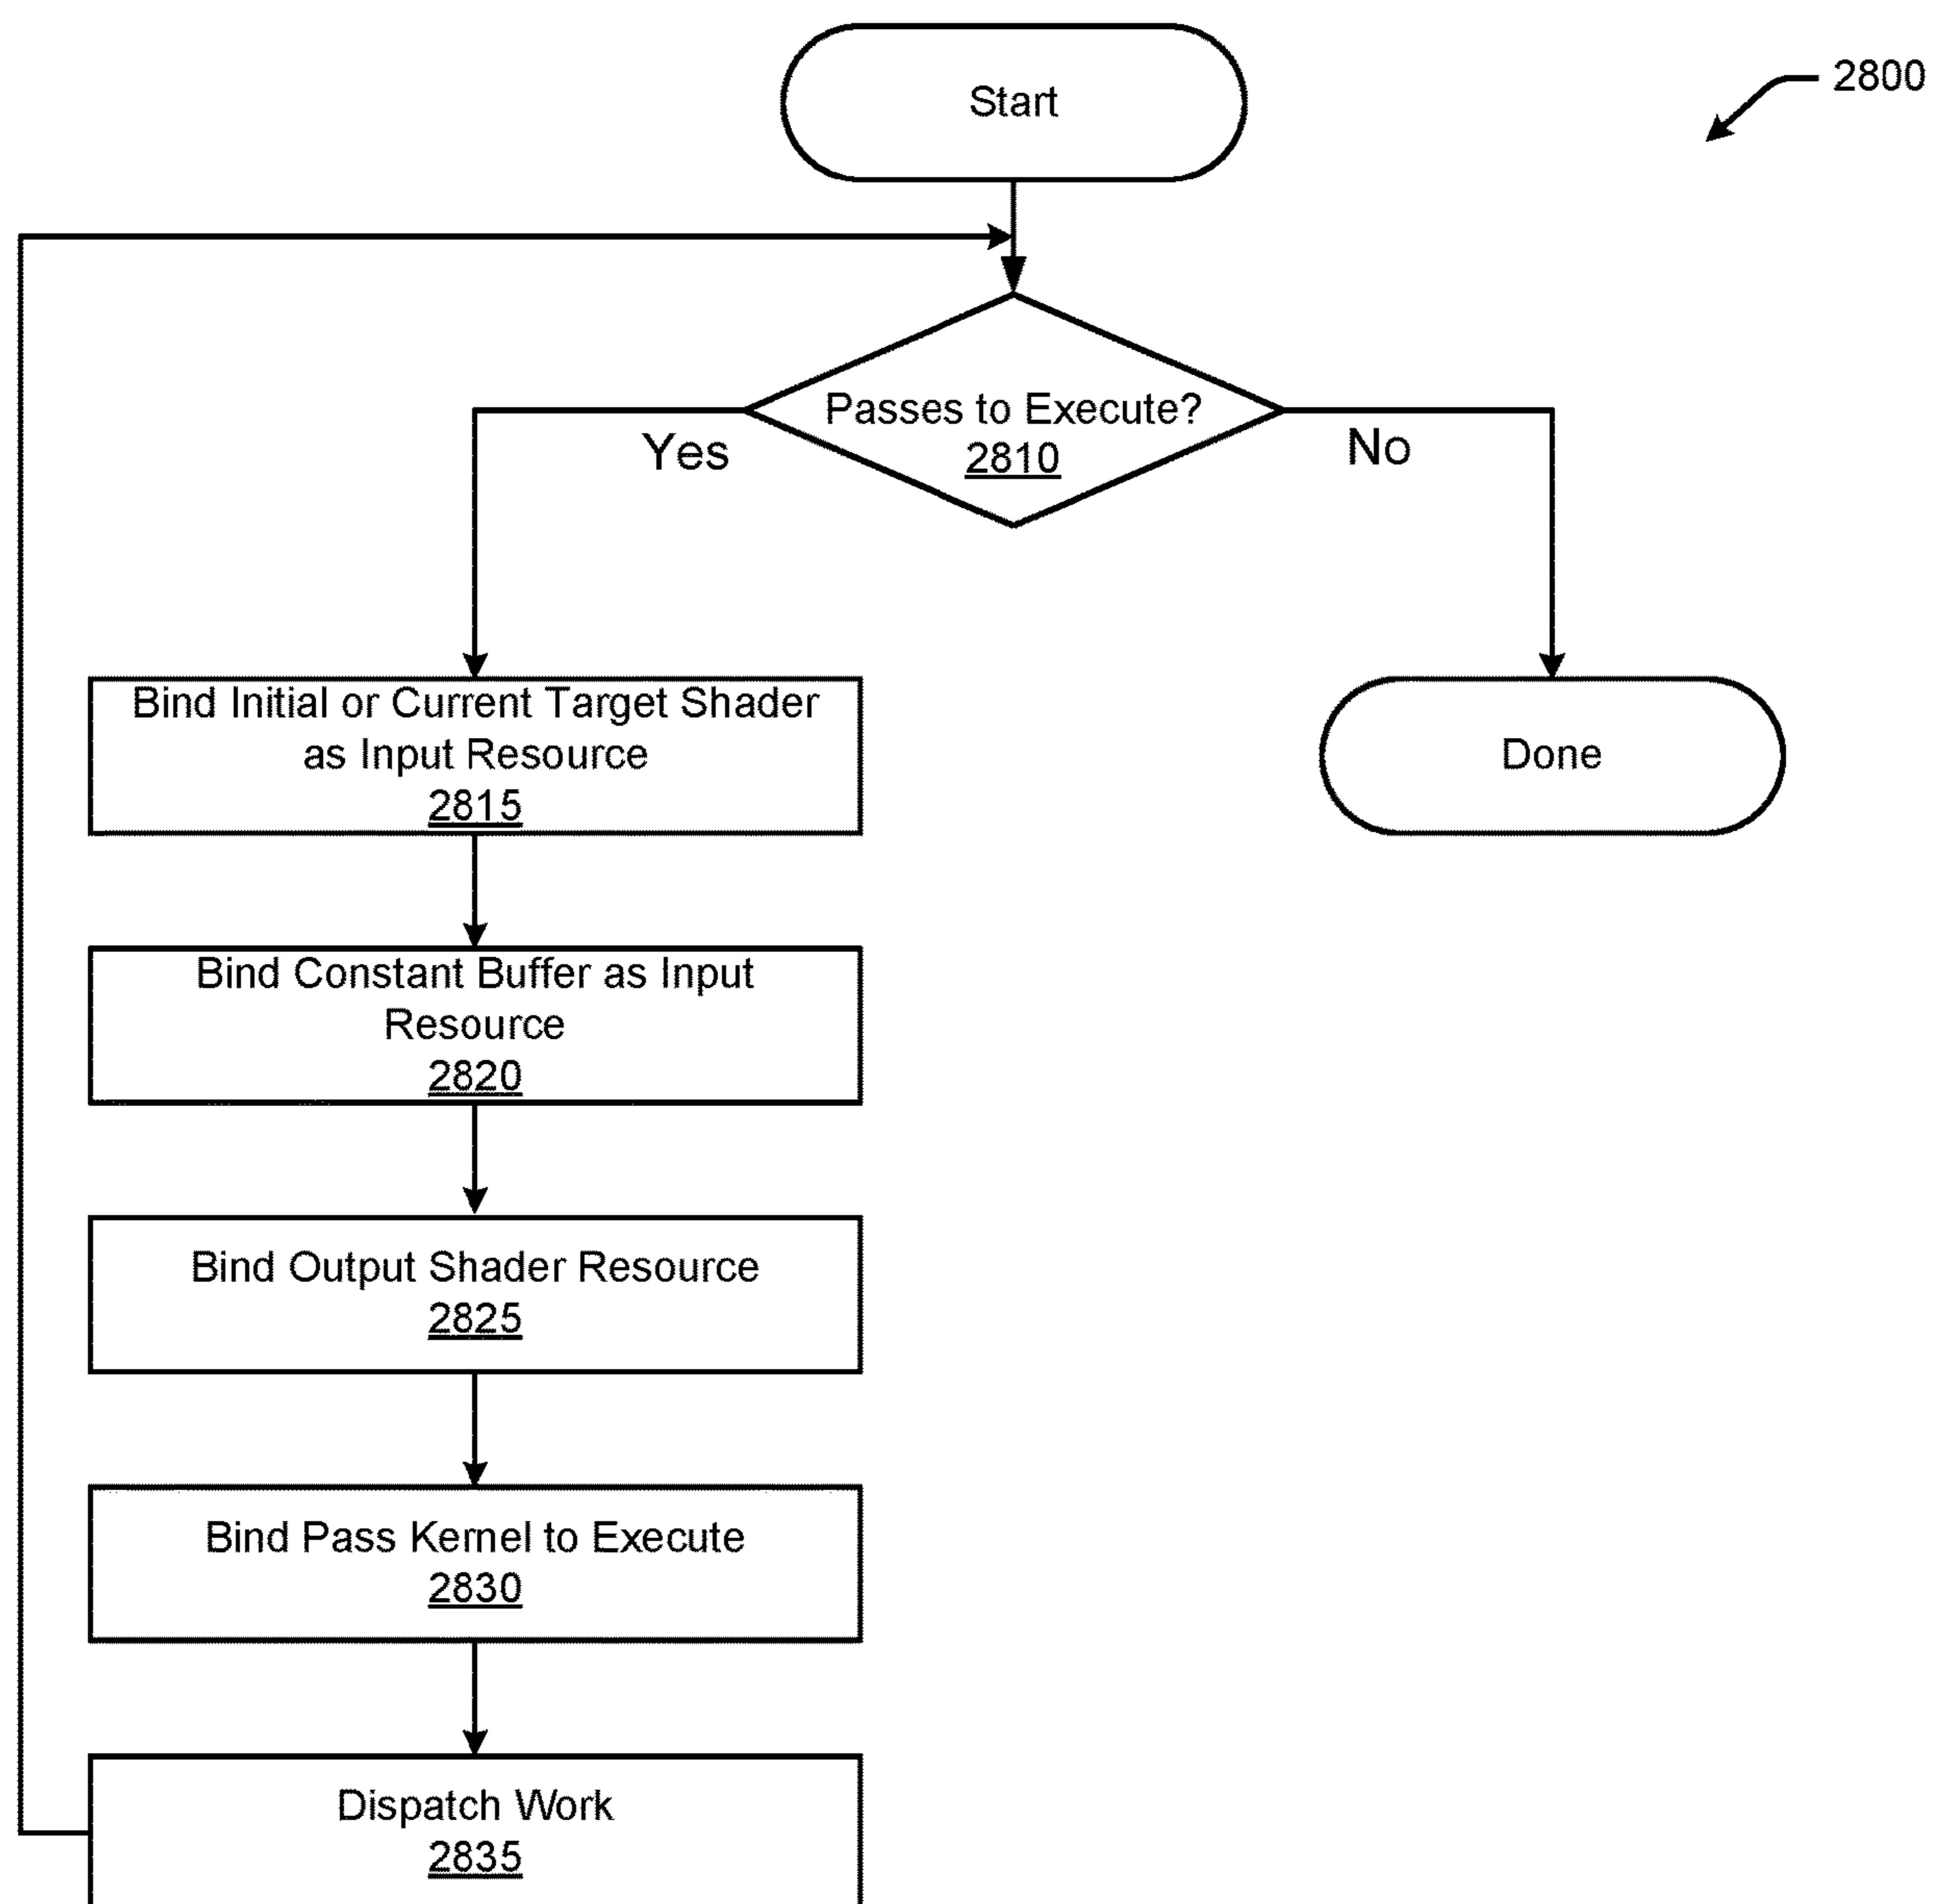 Start
2800
Passes to Execute?
2810
Yes
No
Bind Initial or Current Target Shader
as Input Resource
2815
Done
Bind Constant Buffer as Input
Resource
2820
Bind Output Shader Resource
2825
Bind Pass Kernel to Execute
2830
Dispatch Work
2835